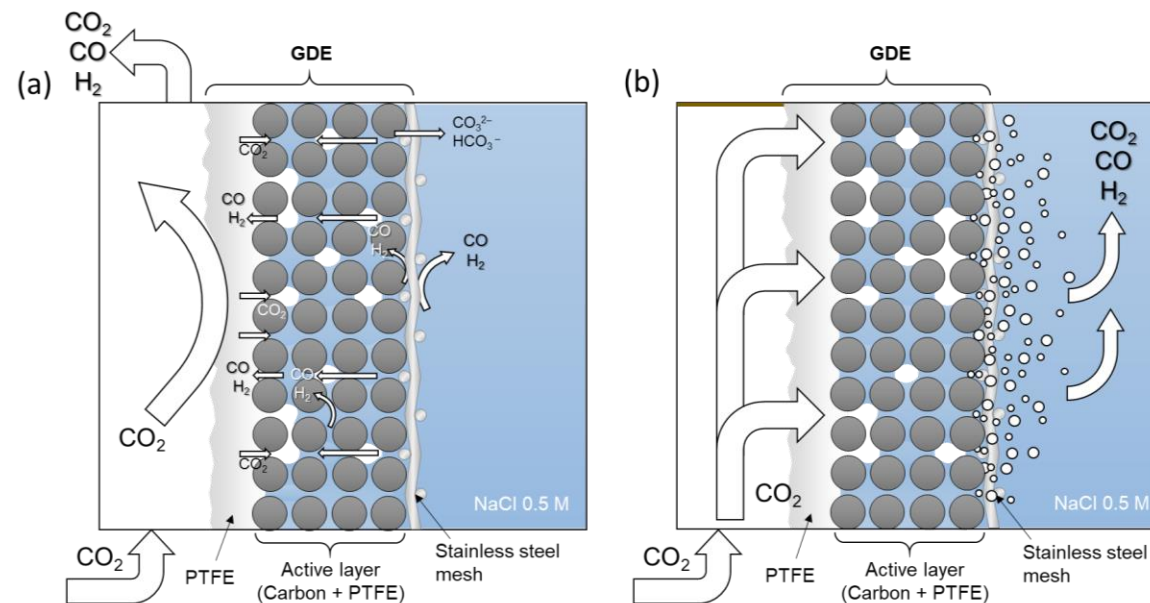 (a)
CO₂
CO
H₂
GDE
CO₂
CO₃²⁻
HCO₃⁻
CO
H₂
CO
H₂
CO
H₂
CO₂
CO
H₂
CO
H₂
CO₂
CO₂
NaCl 0.5 M
CO₂
PTFE
Active layer
(Carbon + PTFE)
Stainless steel
mesh
(b)
GDE
CO₂
CO
H₂
CO₂
NaCl 0.5 M
CO₂
PTFE
Active layer
(Carbon + PTFE)
Stainless steel
mesh